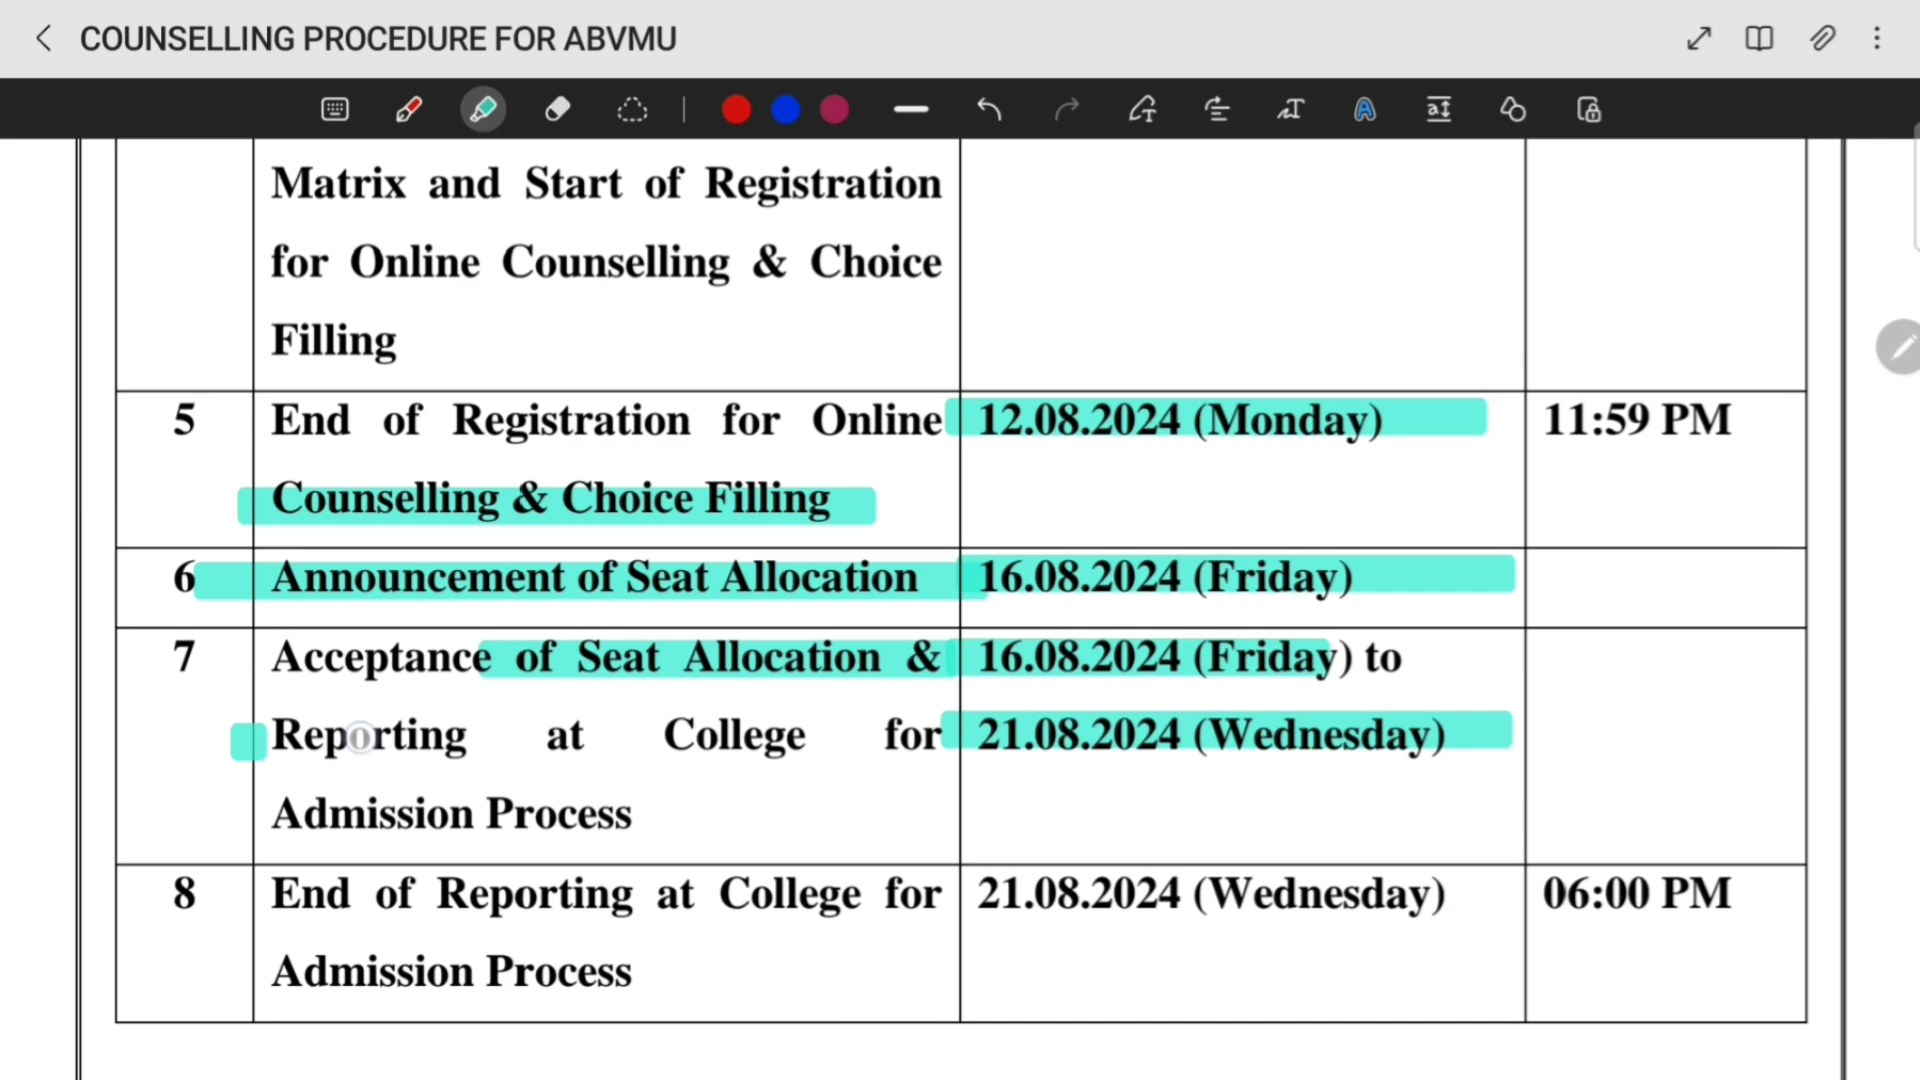 COUNSELLING PROCEDURE FOR ABVMU
Matrix and Start of Registration
for Online Counselling & Choice
Filling
5 End of Registration for Online 12.08.2024 (Monday) 11:59 PM
Counselling & Choice Filling
6 Announcement of Seat Allocation 16.08.2024 (Friday)
7 Acceptance of Seat Allocation & 16.08.2024 (Friday) to
Reporting at College for 21.08.2024 (Wednesday)
Admission Process
8 End of Reporting at College for 21.08.2024 (Wednesday) 06:00 PM
Admission Process